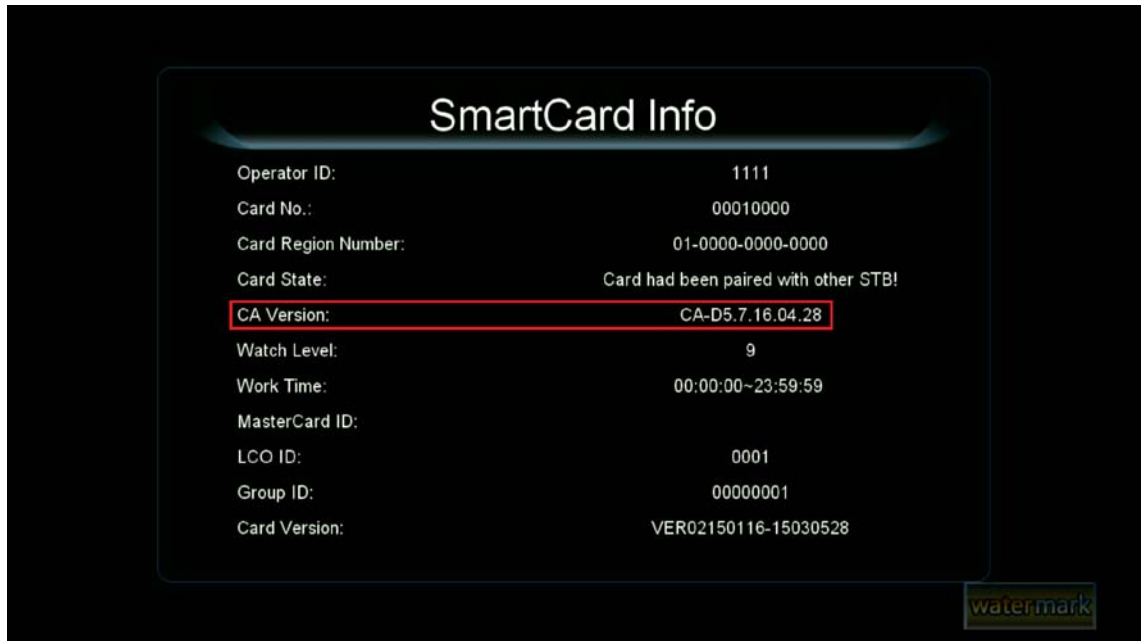 SmartCard Info
Operator ID: 1111
Card No.: 00010000
Card Region Number: 01-0000-0000-0000
Card State: Card had been paired with other STB!
CA Version: CA-D5.7.16.04.28
Watch Level: 9
Work Time: 00:00:00~23:59:59
MasterCard ID:
LCO ID: 0001
Group ID: 00000001
Card Version: VER02150116-15030528
watermark